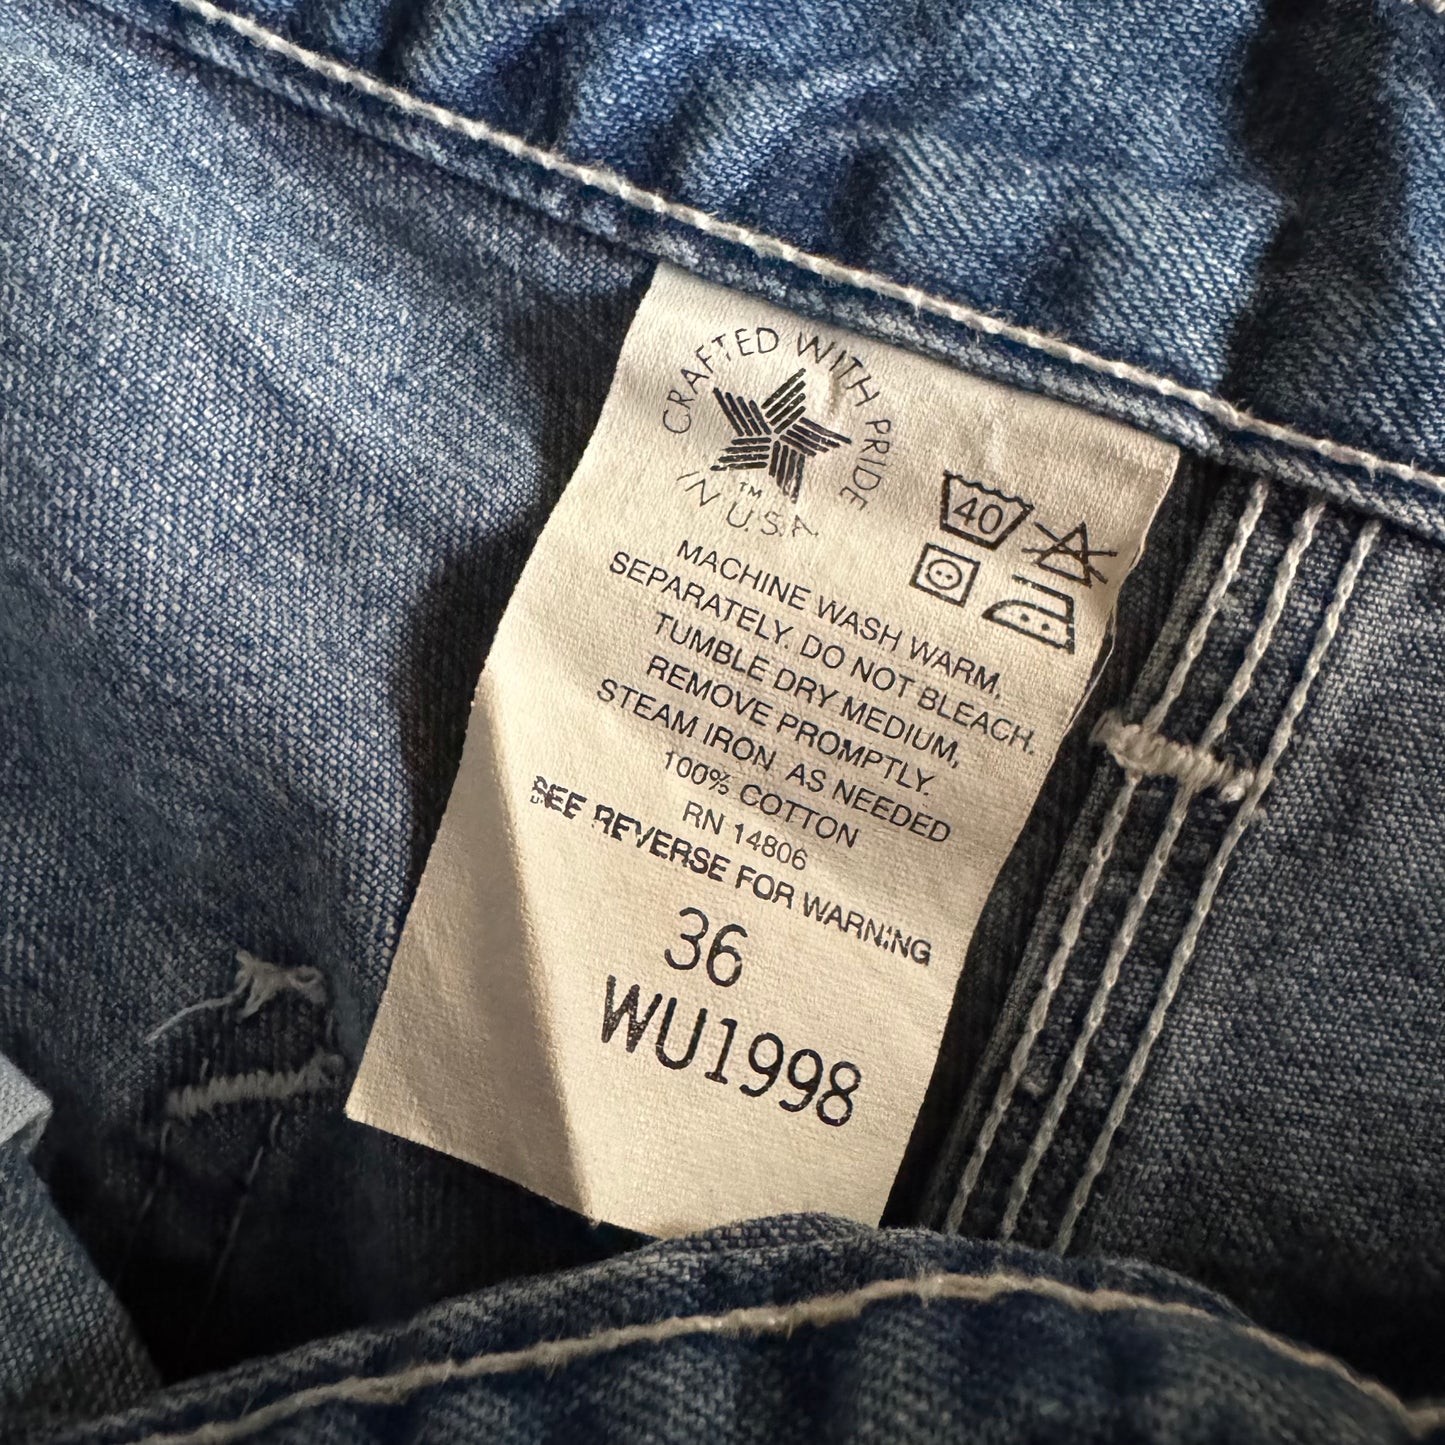 CRAFTED WITH PRIDE
TM
IN U.S.A.
40
MACHINE WASH WARM,
SEPARATELY. DO NOT BLEACH.
TUMBLE DRY MEDIUM,
REMOVE PROMPTLY.
STEAM IRON AS NEEDED
100% COTTON
RN 14806
SEE REVERSE FOR WARNING
36
WU1998